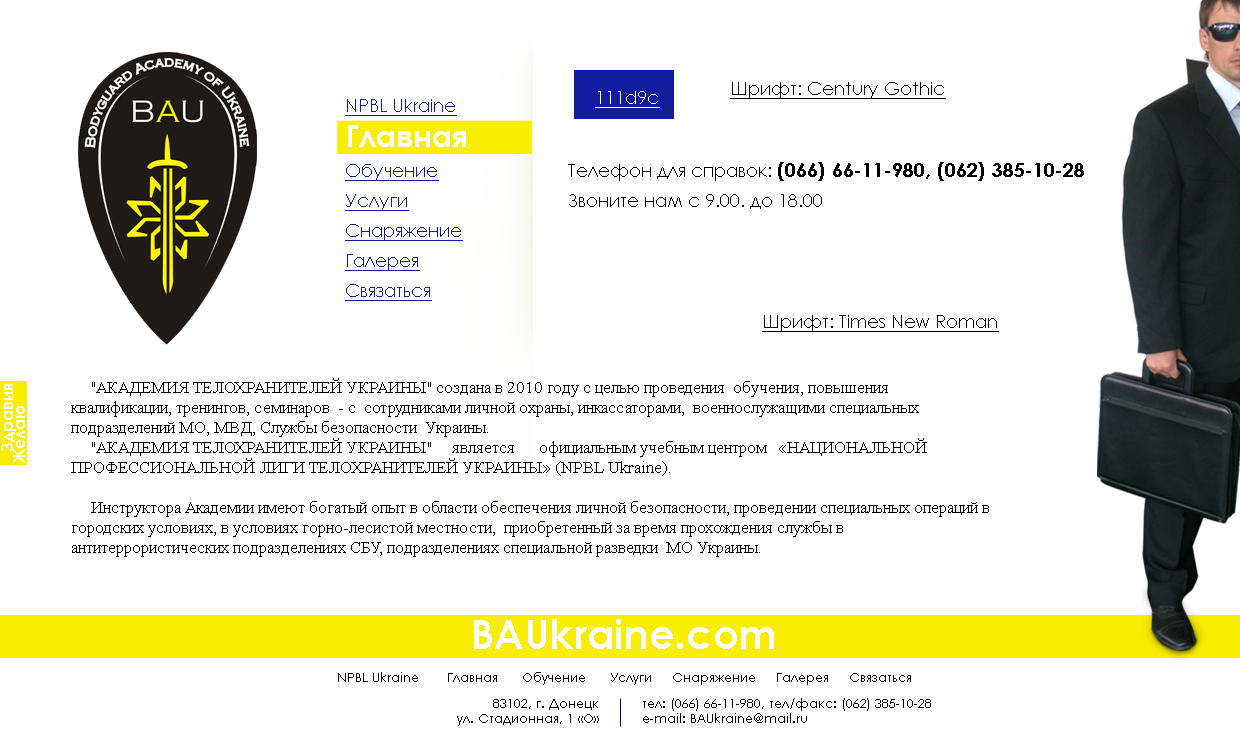 BODYGUARD ACADEMY OF UKRAINE
BAU
NPBL Ukraine
Главная
Обучение
Услуги
Снаряжение
Галерея
Связаться
111d9c
Шрифт: Century Gothic
Телефон для справок: (066) 66-11-980, (062) 385-10-28
Звоните нам с 9.00. до 18.00
Шрифт: Times New Roman
Здравия
Желаю
"АКАДЕМИЯ ТЕЛОХРАНИТЕЛЕЙ УКРАИНЫ" создана в 2010 году с целью проведения обучения, повышения
квалификации, тренингов, семинаров - с сотрудниками личной охраны, инкассаторами, военнослужащими специальных
подразделений МО, МВД, Службы безопасности Украины.
"АКАДЕМИЯ ТЕЛОХРАНИТЕЛЕЙ УКРАИНЫ" является официальным учебным центром «НАЦИОНАЛЬНОЙ
ПРОФЕССИОНАЛЬНОЙ ЛИГИ ТЕЛОХРАНИТЕЛЕЙ УКРАИНЫ» (NPBL Ukraine).
Инструктора Академии имеют богатый опыт в области обеспечения личной безопасности, проведении специальных операций в
городских условиях, в условиях горно-лесистой местности, приобретенный за время прохождения службы в
антитеррористических подразделениях СБУ, подразделениях специальной разведки МО Украины.
BAUkraine.com
NPBL Ukraine Главная Обучение Услуги Снаряжение Галерея Связаться
83102, г. Донецк
ул. Стадионная, 1 «О»
тел: (066) 66-11-980, тел/факс: (062) 385-10-28
e-mail: BAUkraine@mail.ru